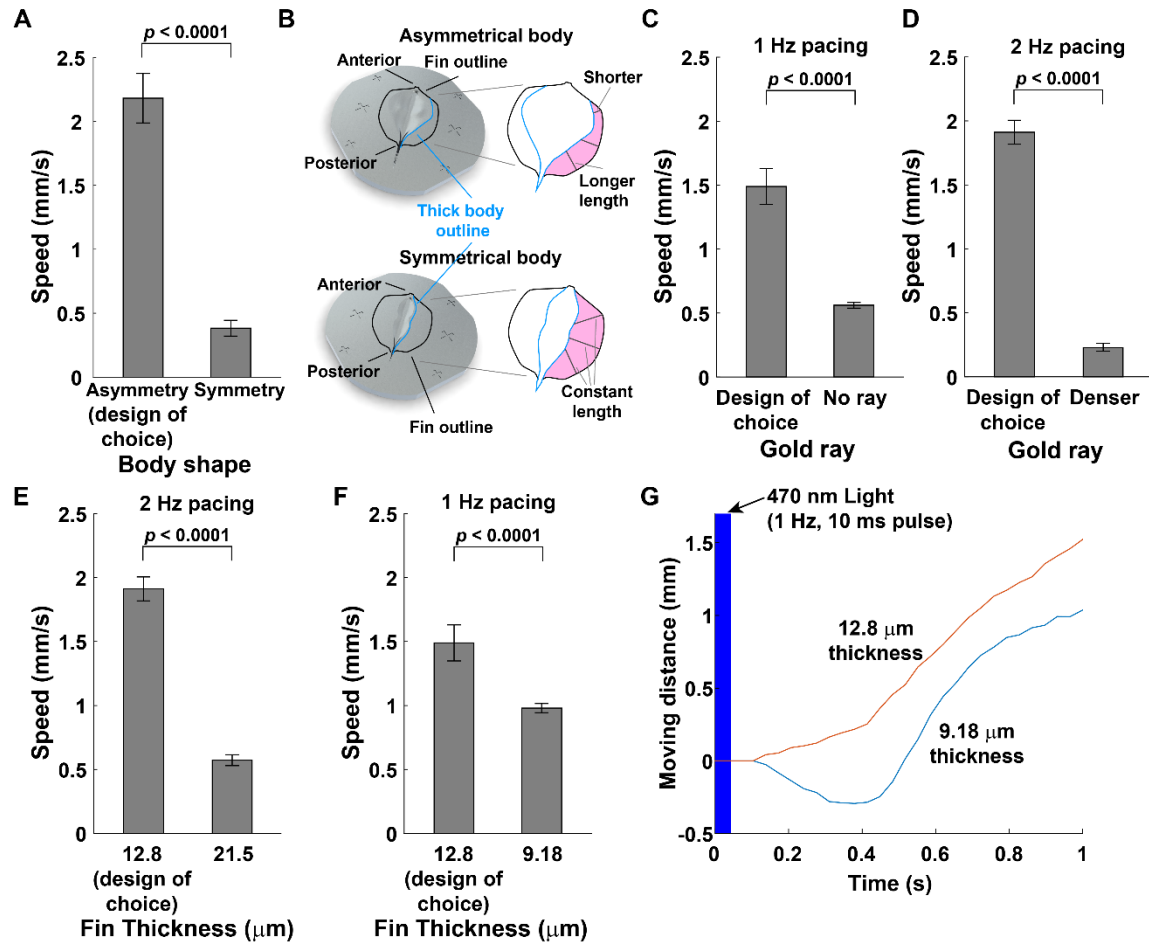 A
p < 0.0001
2.5
2
1.5
1
0.5
0
Speed (mm/s)
Asymmetry
(design of
choice)
Symmetry
Body shape
B
Asymmetrical body
Anterior
Fin outline
Shorter
Posterior
Longer
length
Thick body
outline
Symmetrical body
Anterior
Posterior
Constant
length
Fin outline
C
1 Hz pacing
p < 0.0001
2.5
2
1.5
1
0.5
0
Speed (mm/s)
Design of
choice
No ray
Gold ray
D
2 Hz pacing
p < 0.0001
2.5
2
1.5
1
0.5
0
Speed (mm/s)
Design of
choice
Denser
Gold ray
E
2 Hz pacing
p < 0.0001
2.5
2
1.5
1
0.5
0
Speed (mm/s)
12.8
(design of
choice)
21.5
Fin Thickness (μm)
F
1 Hz pacing
p < 0.0001
2.5
2
1.5
1
0.5
0
Speed (mm/s)
12.8
(design of
choice)
9.18
Fin Thickness (μm)
G
470 nm Light
(1 Hz, 10 ms pulse)
1.5
1
0.5
0
-0.5
Moving distance (mm)
12.8 μm
thickness
9.18 μm
thickness
0 0.2 0.4 0.6 0.8 1
Time (s)